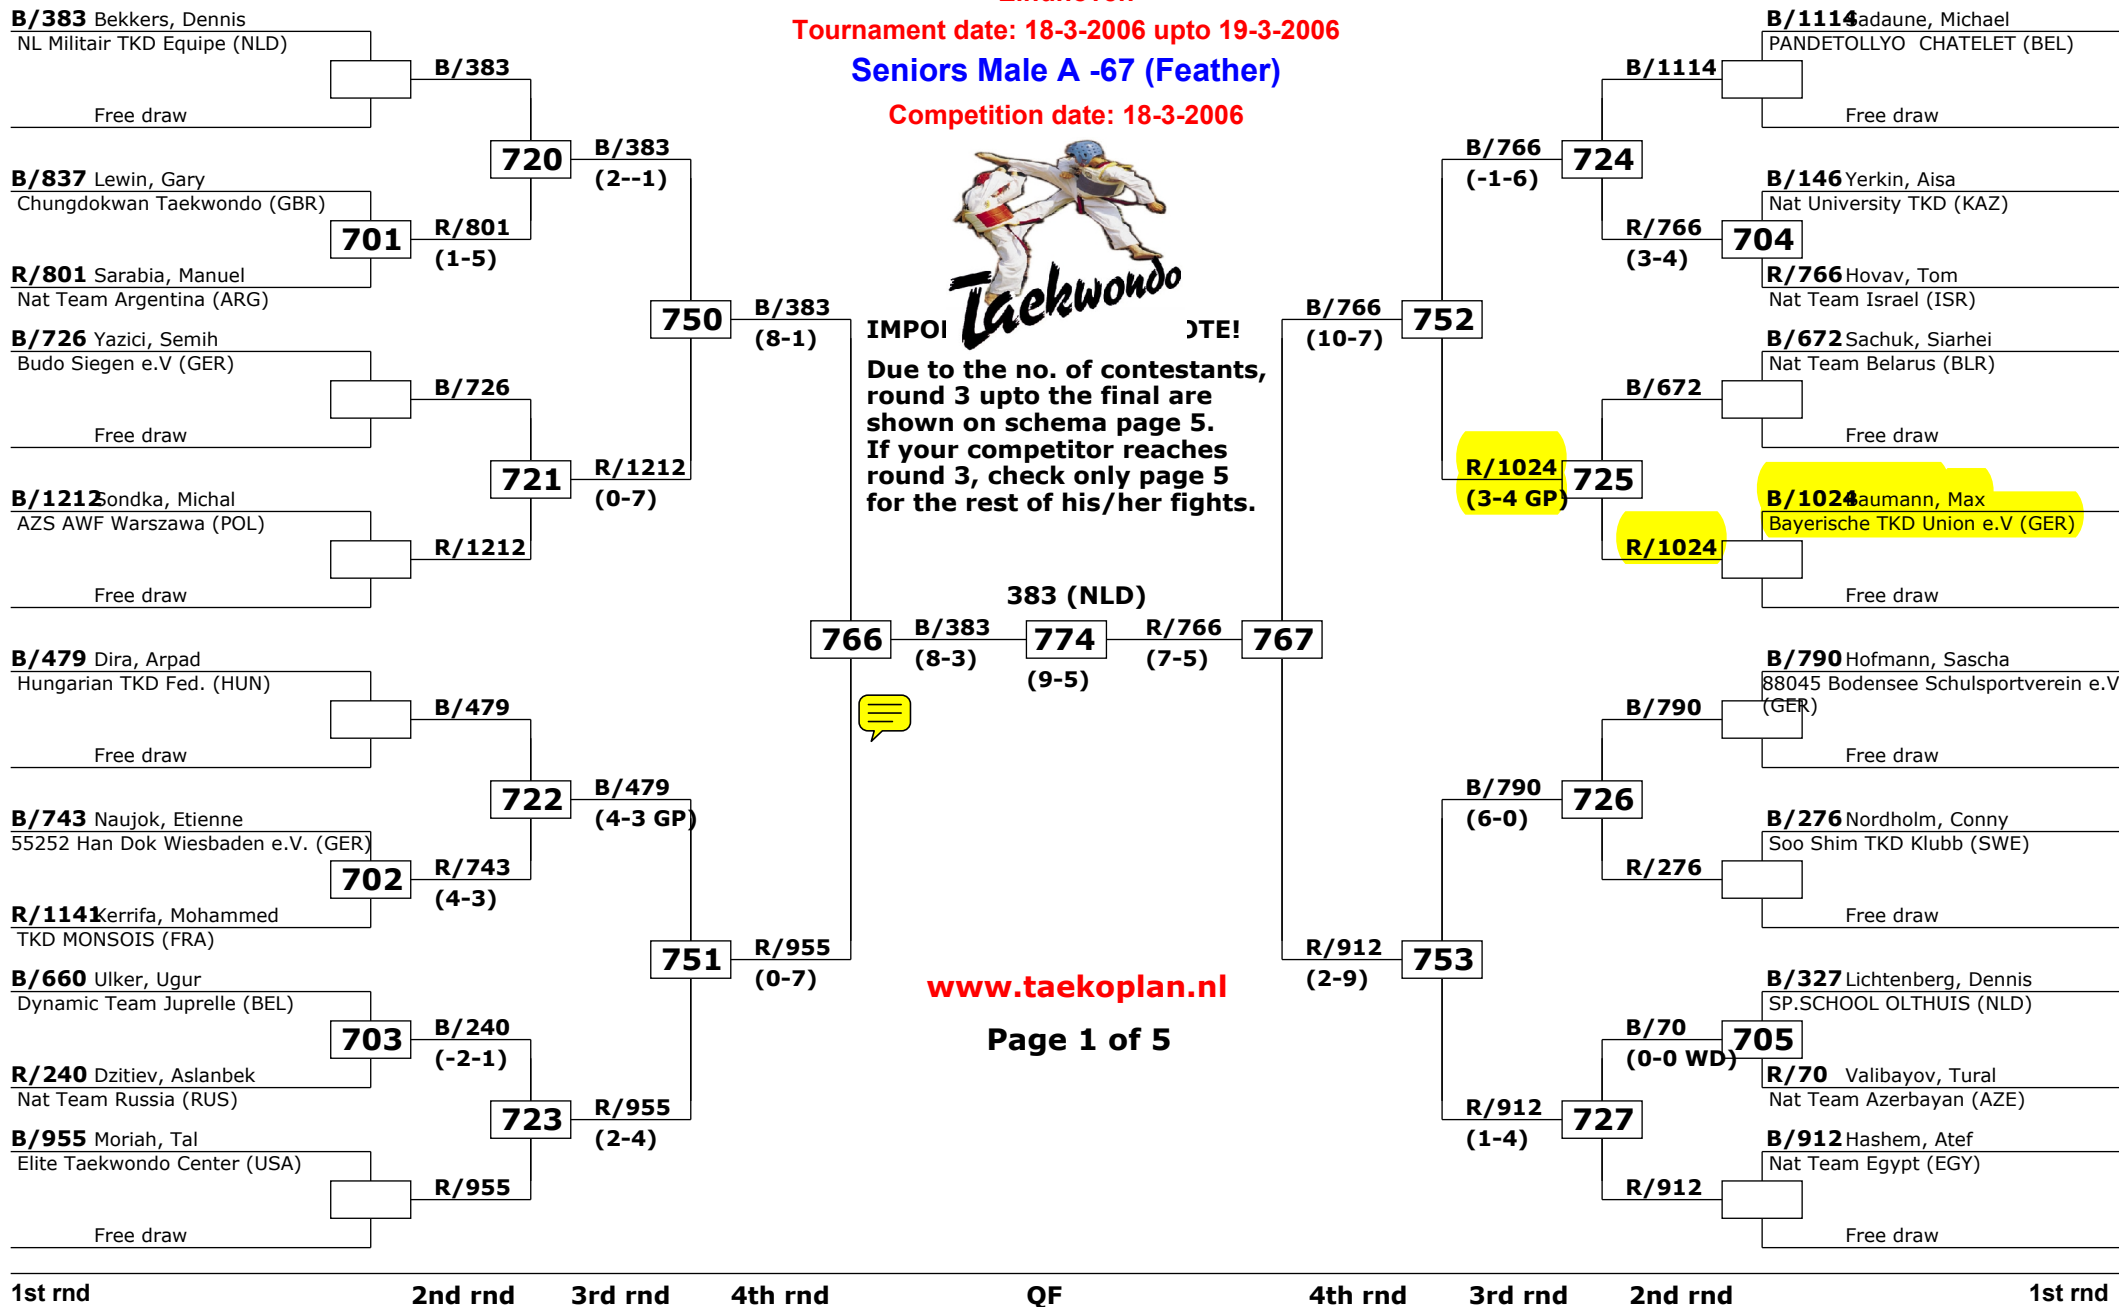 Eindhoven
Tournament date: 18-3-2006 upto 19-3-2006
Seniors Male A -67 (Feather)
Competition date: 18-3-2006
Taekwondo
Due to the no. of contestants,
round 3 upto the final are
shown on schema page 5.
If your competitor reaches
round 3, check only page 5
for the rest of his/her fights.
B/383 Bekkers, Dennis
NL Militair TKD Equipe (NLD)
Free draw
B/837 Lewin, Gary
Chungdokwan Taekwondo (GBR)
701
R/801 Sarabia, Manuel
Nat Team Argentina (ARG)
B/726 Yazici, Semih
Budo Siegen e.V (GER)
Free draw
B/1212 Sondka, Michal
AZS AWF Warszawa (POL)
Free draw
B/479 Dira, Arpad
Hungarian TKD Fed. (HUN)
Free draw
B/743 Naujok, Etienne
55252 Han Dok Wiesbaden e.V. (GER)
702
R/1141 Kerrifa, Mohammed
TKD MONSOIS (FRA)
B/660 Ulker, Ugur
Dynamic Team Juprelle (BEL)
703
R/240 Dzitiev, Aslanbek
Nat Team Russia (RUS)
B/955 Moriah, Tal
Elite Taekwondo Center (USA)
Free draw
B/383
720
R/801
(1-5)
B/726
721
R/1212
B/479
722
R/743
(4-3)
B/240
(-2-1)
723
R/955
B/383
(2--1)
750
R/1212
(0-7)
B/479
(4-3 GP)
751
R/955
(2-4)
B/383
(8-1)
766
R/955
(0-7)
383 (NLD)
B/383
(8-3)
774
(9-5)
R/766
(7-5)
767
www.taekoplan.nl
Page 1 of 5
B/766
(10-7)
R/912
(2-9)
B/766
(-1-6)
752
R/1024
(3-4 GP)
B/790
(6-0)
753
R/912
(1-4)
B/1114
724
R/766
(3-4)
B/672
725
R/1024
B/790
726
R/276
B/70
(0-0 WD)
727
R/912
B/1114 Sadaune, Michael
PANDETOLLYO CHATELET (BEL)
Free draw
B/146 Yerkin, Aisa
Nat University TKD (KAZ)
704
R/766 Hovav, Tom
Nat Team Israel (ISR)
B/672 Sachuk, Siarhei
Nat Team Belarus (BLR)
Free draw
B/1024 Baumann, Max
Bayerische TKD Union e.V (GER)
Free draw
B/790 Hofmann, Sascha
88045 Bodensee Schulsportverein e.V
(GER)
Free draw
B/276 Nordholm, Conny
Soo Shim TKD Klubb (SWE)
Free draw
B/327 Lichtenberg, Dennis
SP.SCHOOL OLTHUIS (NLD)
705
R/70 Valibayov, Tural
Nat Team Azerbayan (AZE)
B/912 Hashem, Atef
Nat Team Egypt (EGY)
Free draw
1st rnd 2nd rnd 3rd rnd 4th rnd QF 4th rnd 3rd rnd 2nd rnd 1st rnd